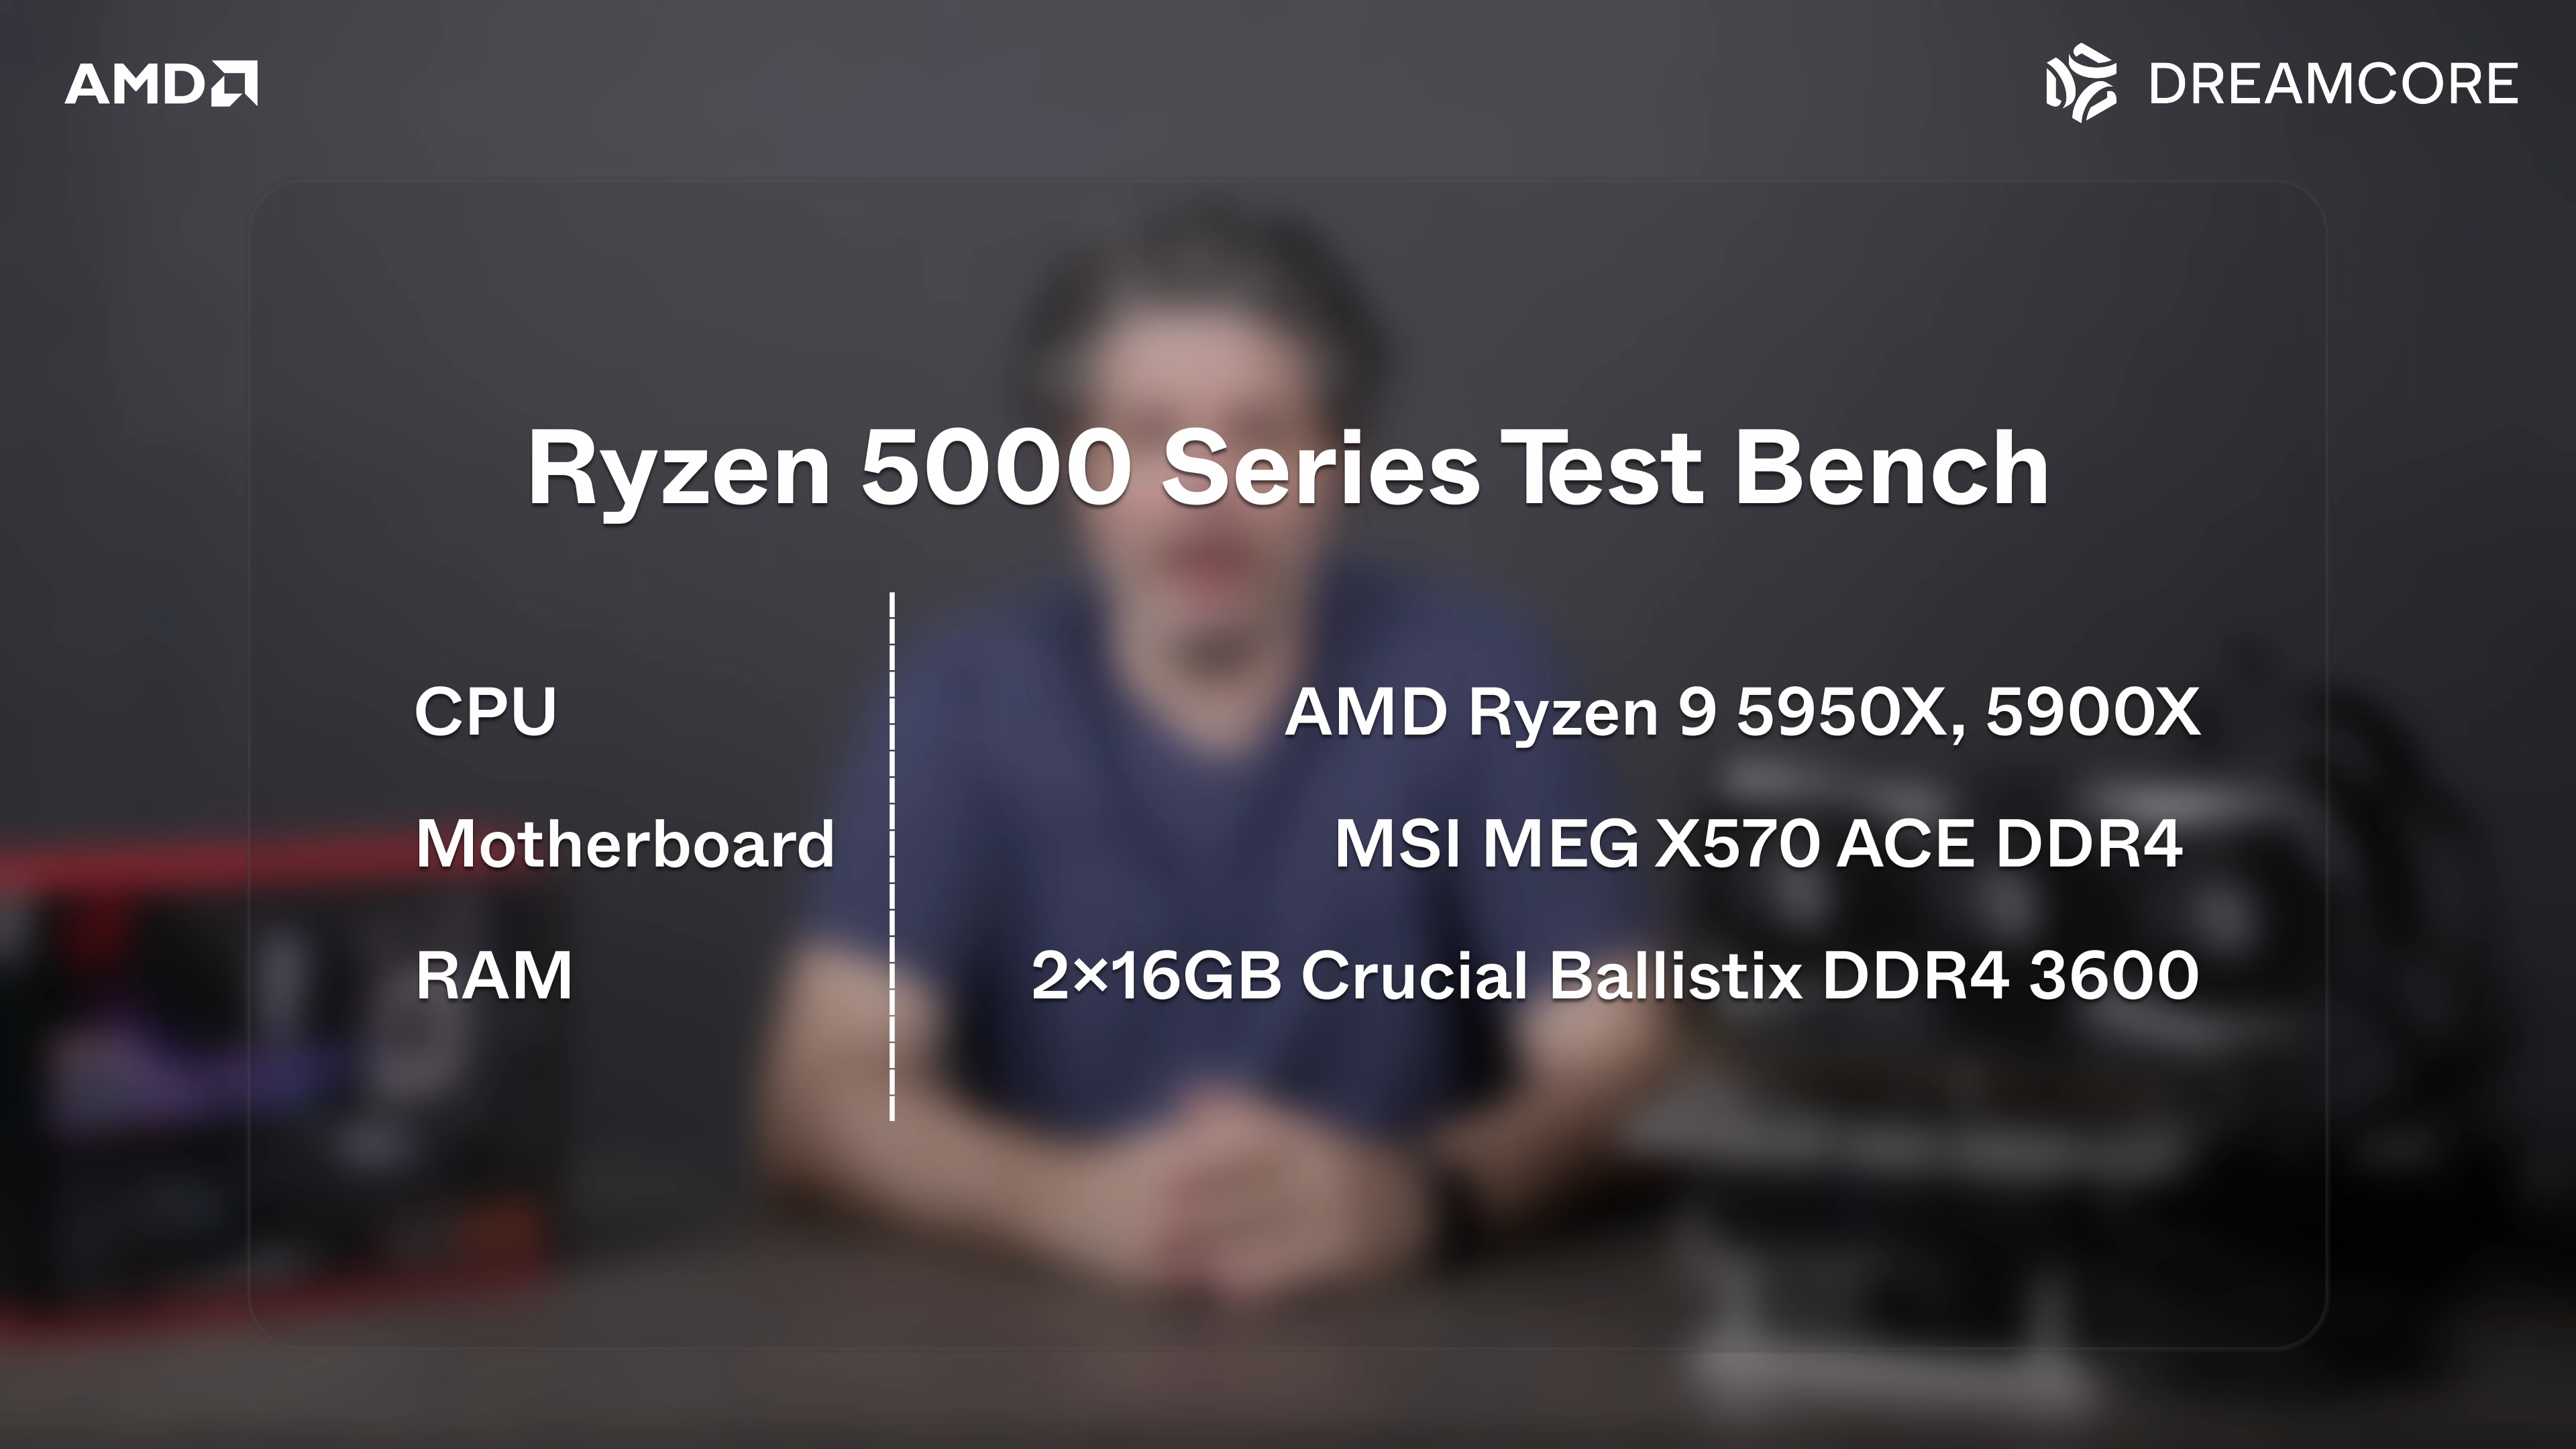 AMD
DREAMCORE
Ryzen 5000 Series Test Bench
CPU
AMD Ryzen 9 5950X, 5900X
Motherboard
MSI MEG X570 ACE DDR4
RAM
2×16GB Crucial Ballistix DDR4 3600